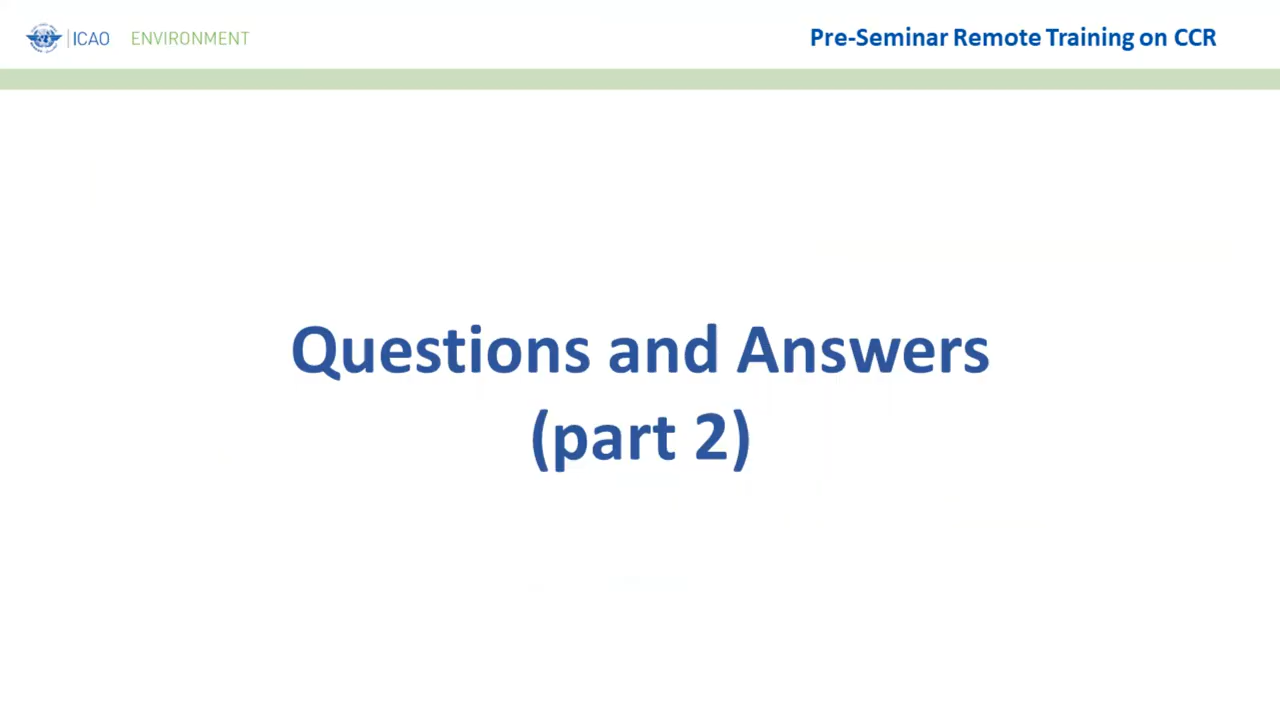 ICAO ENVIRONMENT
Pre-Seminar Remote Training on CCR
Questions and Answers
(part 2)